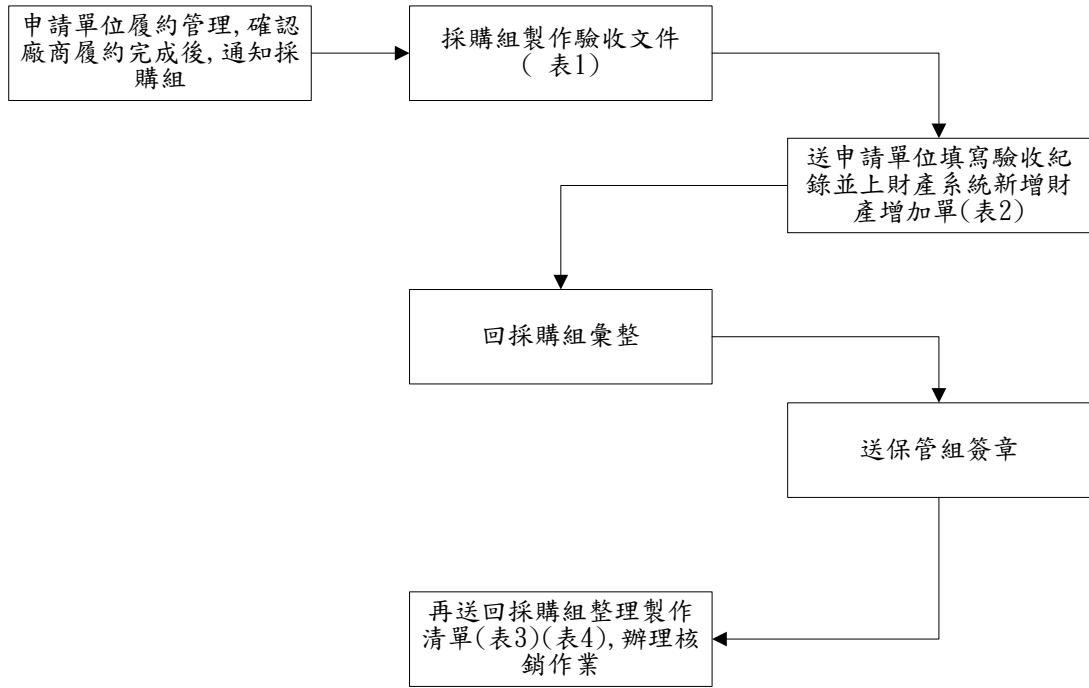 申請單位履約管理,確認
廠商履約完成後,通知採
購組
採購組製作驗收文件
( 表1)
送申請單位填寫驗收紀
錄並上財產系統新增財
產增加單(表2)
回採購組彙整
送保管組簽章
再送回採購組整理製作
清單(表3)(表4),辦理核
銷作業